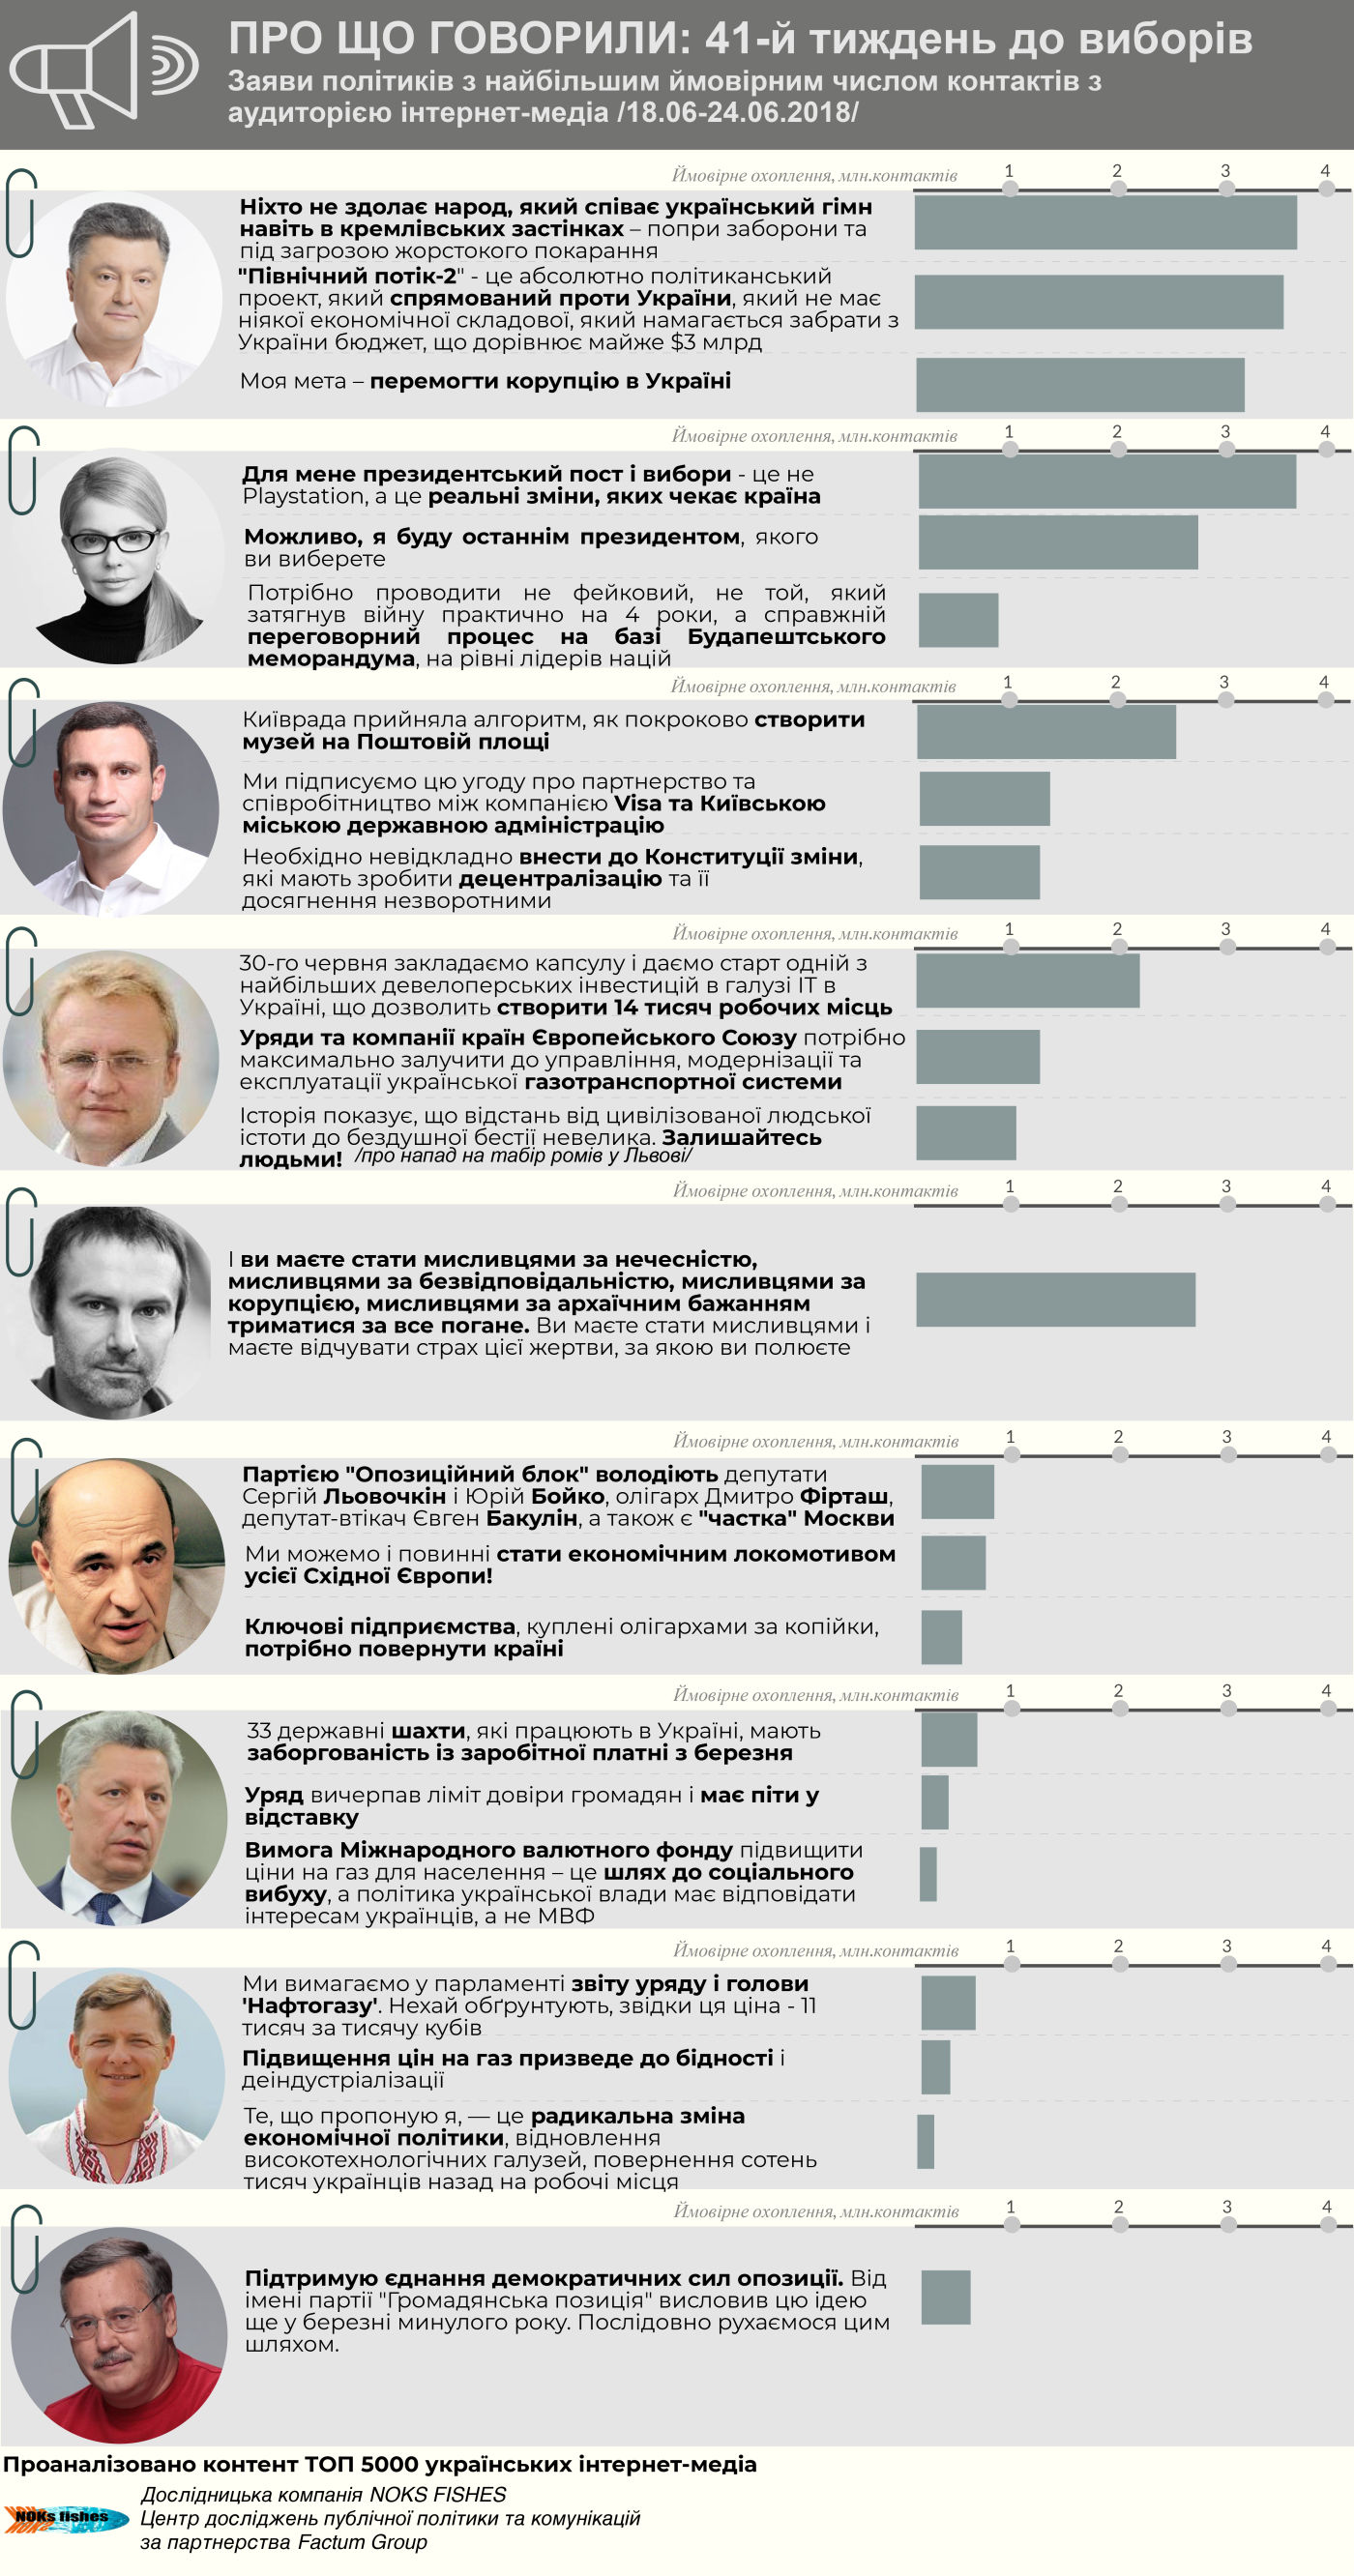 ПРО ЩО ГОВОРИЛИ: 41-й тиждень до виборів
Заяви політиків з найбільшим ймовірним числом контактів з
аудиторією інтернет-медіа /18.06-24.06.2018/
Ймовірне охоплення, млн.контактів 1 2 3 4
Ніхто не здолає народ, який співає український гімн
навіть в кремлівських застінках – попри заборони та
під загрозою жорстокого покарання
"Північний потік-2" - це абсолютно політиканський
проект, який спрямований проти України, який не має
ніякої економічної складової, який намагається забрати з
України бюджет, що дорівнює майже $3 млрд
Моя мета – перемогти корупцію в Україні
Ймовірне охоплення, млн.контактів 1 2 3 4
Для мене президентський пост і вибори - це не
Playstation, а це реальні зміни, яких чекає країна
Можливо, я буду останнім президентом, якого
ви виберете
Потрібно проводити не фейковий, не той, який
затягнув війну практично на 4 роки, а справжній
переговорний процес на базі Будапештського
меморандума, на рівні лідерів націй
Ймовірне охоплення, млн.контактів 1 2 3 4
Київрада прийняла алгоритм, як покроково створити
музей на Поштовій площі
Ми підписуємо цю угоду про партнерство та
співробітництво між компанією Visa та Київською
міською державною адміністрацію
Необхідно невідкладно внести до Конституції зміни,
які мають зробити децентралізацію та її
досягнення незворотними
Ймовірне охоплення, млн.контактів 1 2 3 4
30-го червня закладаємо капсулу і даємо старт одній з
найбільших девелоперських інвестицій в галузі ІТ в
Україні, що дозволить створити 14 тисяч робочих місць
Уряди та компанії країн Європейського Союзу потрібно
максимально залучити до управління, модернізації та
експлуатації української газотранспортної системи
Історія показує, що відстань від цивілізованої людської
істоти до бездушної бестії невелика. Залишайтесь
людьми! /про напад на табір ромів у Львові/
Ймовірне охоплення, млн.контактів 1 2 3 4
І ви маєте стати мисливцями за нечесністю,
мисливцями за безвідповідальністю, мисливцями за
корупцією, мисливцями за архаїчним бажанням
триматися за все погане. Ви маєте стати мисливцями і
маєте відчувати страх цієї жертви, за якою ви полюєте
Ймовірне охоплення, млн.контактів 1 2 3 4
Партією "Опозиційний блок" володіють депутати
Сергій Льовочкін і Юрій Бойко, олігарх Дмитро Фірташ,
депутат-втікач Євген Бакулін, а також є "частка" Москви
Ми можемо і повинні стати економічним локомотивом
усієї Східної Європи!
Ключові підприємства, куплені олігархами за копійки,
потрібно повернути країні
Ймовірне охоплення, млн.контактів 1 2 3 4
33 державні шахти, які працюють в Україні, мають
заборгованість із заробітної платні з березня
Уряд вичерпав ліміт довіри громадян і має піти у
відставку
Вимога Міжнародного валютного фонду підвищити
ціни на газ для населення – це шлях до соціального
вибуху, а політика української влади має відповідати
інтересам українців, а не МВФ
Ймовірне охоплення, млн.контактів 1 2 3 4
Ми вимагаємо у парламенті звіту уряду і голови
'Нафтогазу'. Нехай обґрунтують, звідки ця ціна - 11
тисяч за тисячу кубів
Підвищення цін на газ призведе до бідності і
деіндустріалізації
Те, що пропоную я, — це радикальна зміна
економічної політики, відновлення
високотехнологічних галузей, повернення сотень
тисяч українців назад на робочі місця
Ймовірне охоплення, млн.контактів 1 2 3 4
Підтримую єднання демократичних сил опозиції. Від
імені партії "Громадянська позиція" висловив цю ідею
ще у березні минулого року. Послідовно рухаємося цим
шляхом.
Проаналізовано контент ТОП 5000 українських інтернет-медіа
NOKs fishes
Дослідницька компанія NOKS FISHES
Центр досліджень публічної політики та комунікацій
за партнерства Factum Group